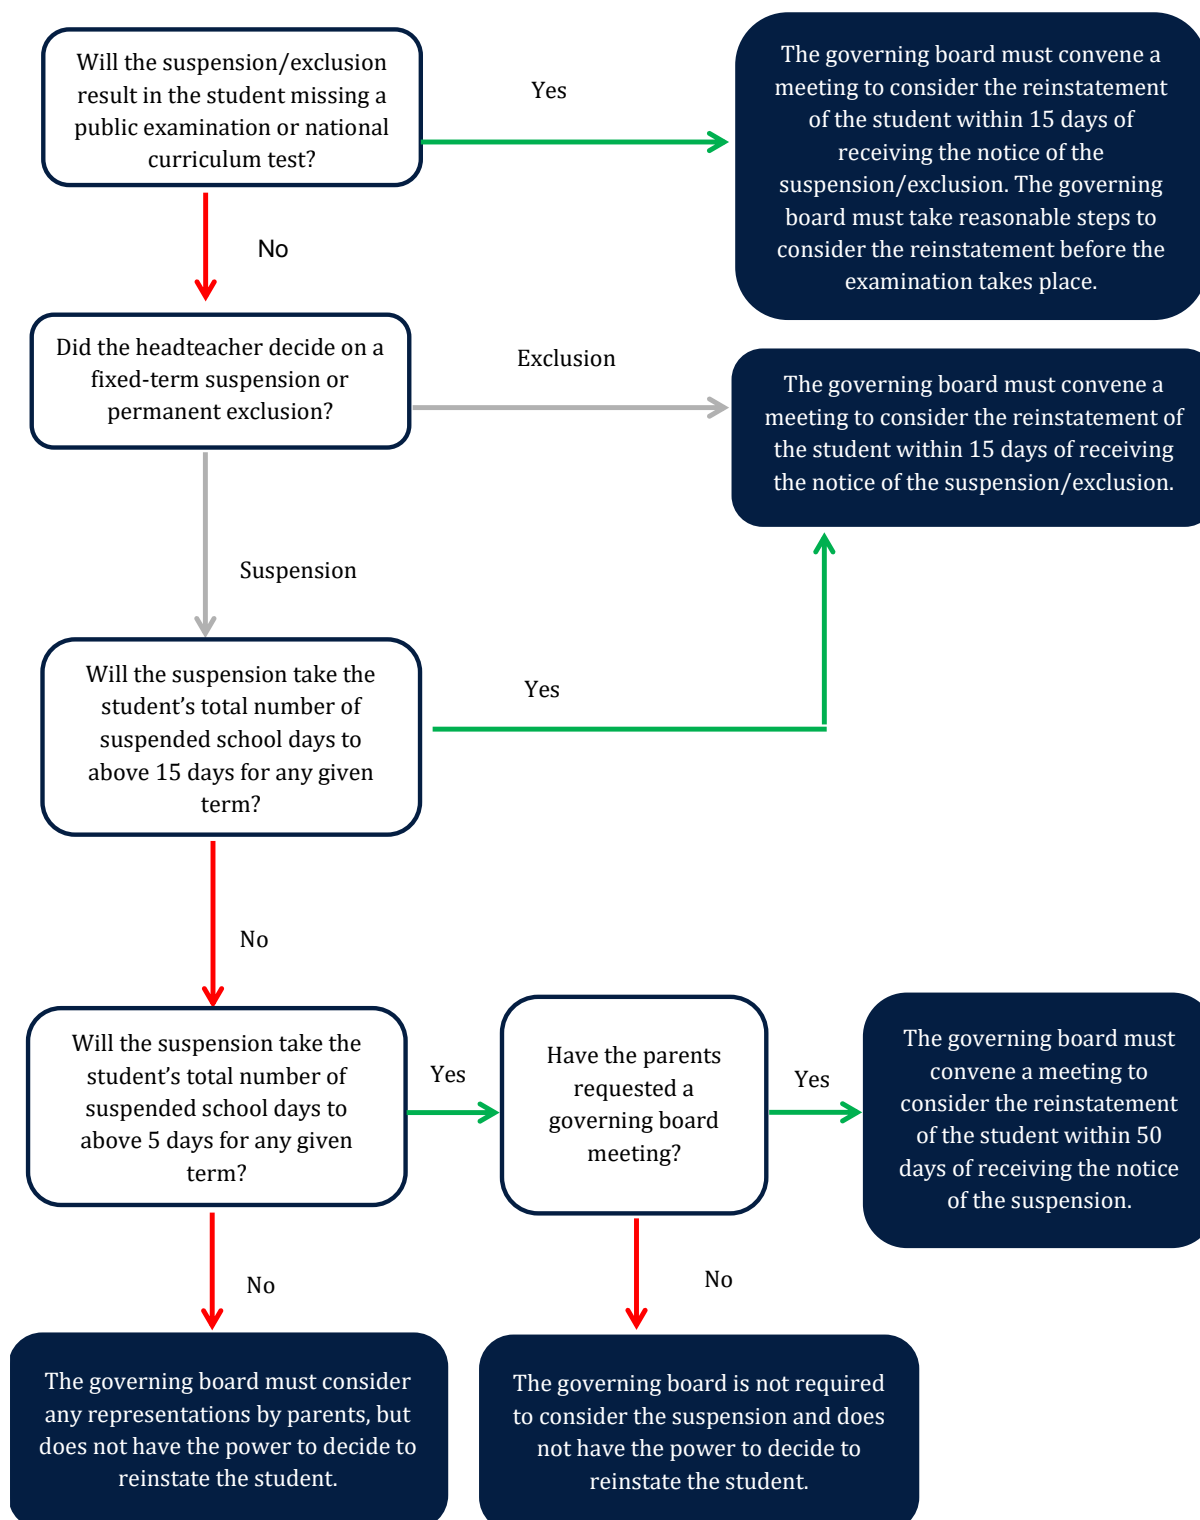 Will the suspension/exclusion
result in the student missing a
public examination or national
curriculum test?
Yes
The governing board must convene a
meeting to consider the reinstatement
of the student within 15 days of
receiving the notice of the
suspension/exclusion. The governing
board must take reasonable steps to
consider the reinstatement before the
examination takes place.
No
Did the headteacher decide on a
fixed-term suspension or
permanent exclusion?
Exclusion
The governing board must convene a
meeting to consider the reinstatement of
the student within 15 days of receiving
the notice of the suspension/exclusion.
Suspension
Will the suspension take the
student’s total number of
suspended school days to
above 15 days for any given
term?
Yes
No
Will the suspension take the
student’s total number of
suspended school days to
above 5 days for any given
term?
Yes
Have the parents
requested a
governing board
meeting?
Yes
The governing board must
convene a meeting to
consider the reinstatement
of the student within 50
days of receiving the notice
of the suspension.
No
No
The governing board must consider
any representations by parents, but
does not have the power to decide to
reinstate the student.
The governing board is not required
to consider the suspension and does
not have the power to decide to
reinstate the student.